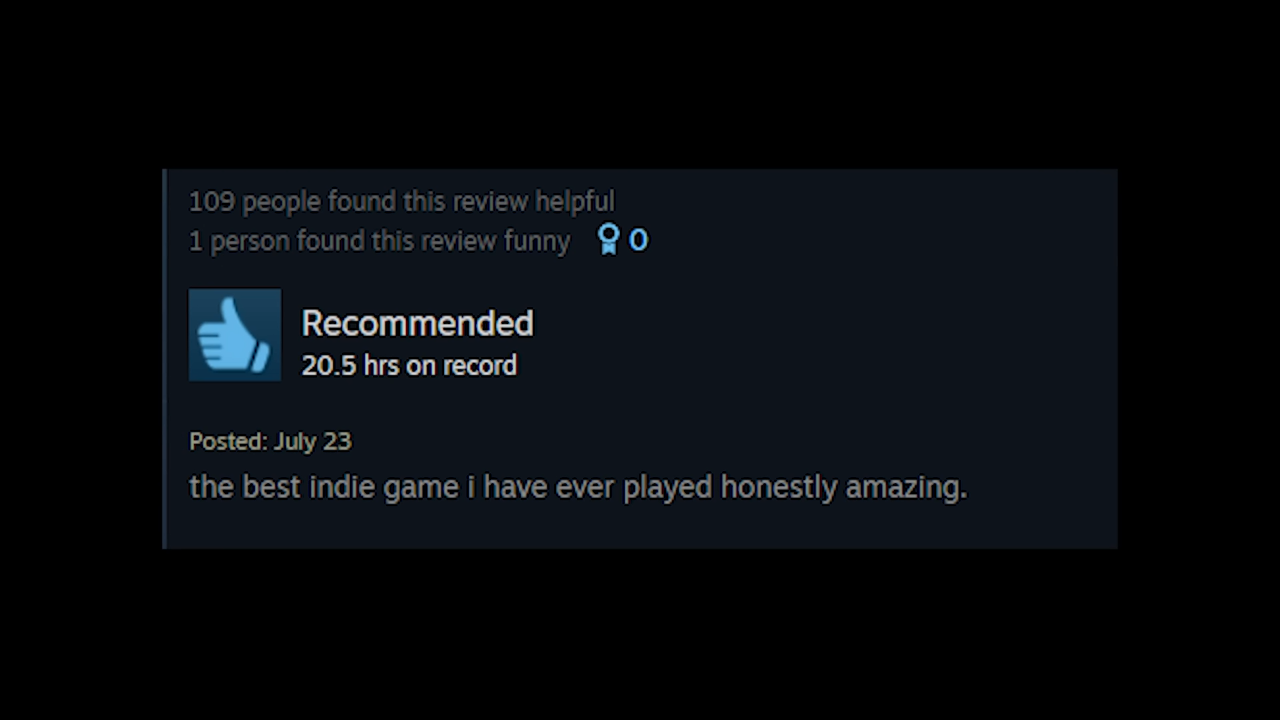 109 people found this review helpful
1 person found this review funny 0
Recommended
20.5 hrs on record
Posted: July 23
the best indie game i have ever played honestly amazing.